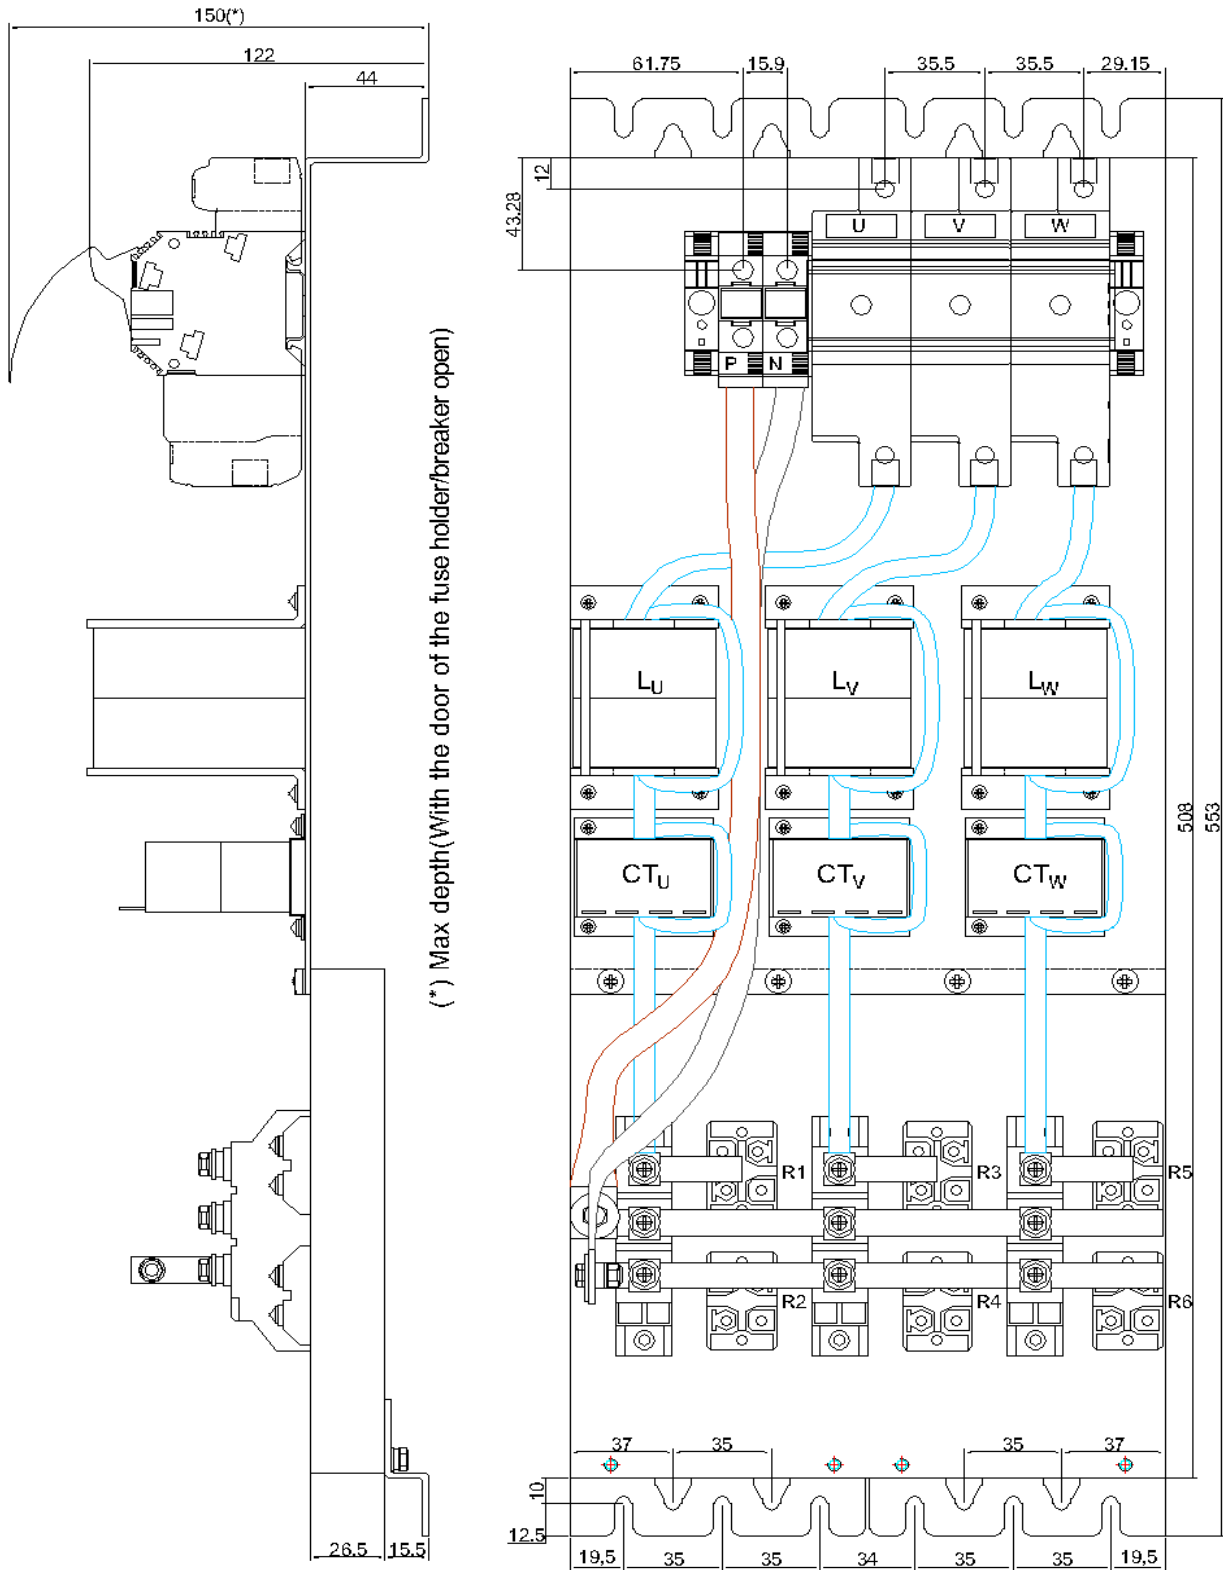 150(*)
122
44
61.75
15.9
35.5
35.5
29.15
12
43.28
U
V
W
P
N
(*) Max depth(With the door of the fuse holder/breaker open)
LU
LV
LW
CTU
CTV
CTW
508
553
R1
R3
R5
R2
R4
R6
37
35
35
37
10
12.5
26.5
15.5
19,5
35
35
34
35
35
19,5